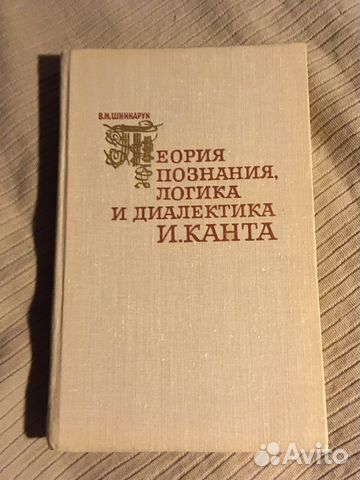 В.И.ШИНКАРУК
ТЕОРИЯ
ПОЗНАНИЯ,
ЛОГИКА
И ДИАЛЕКТИКА
И.КАНТА
Avito